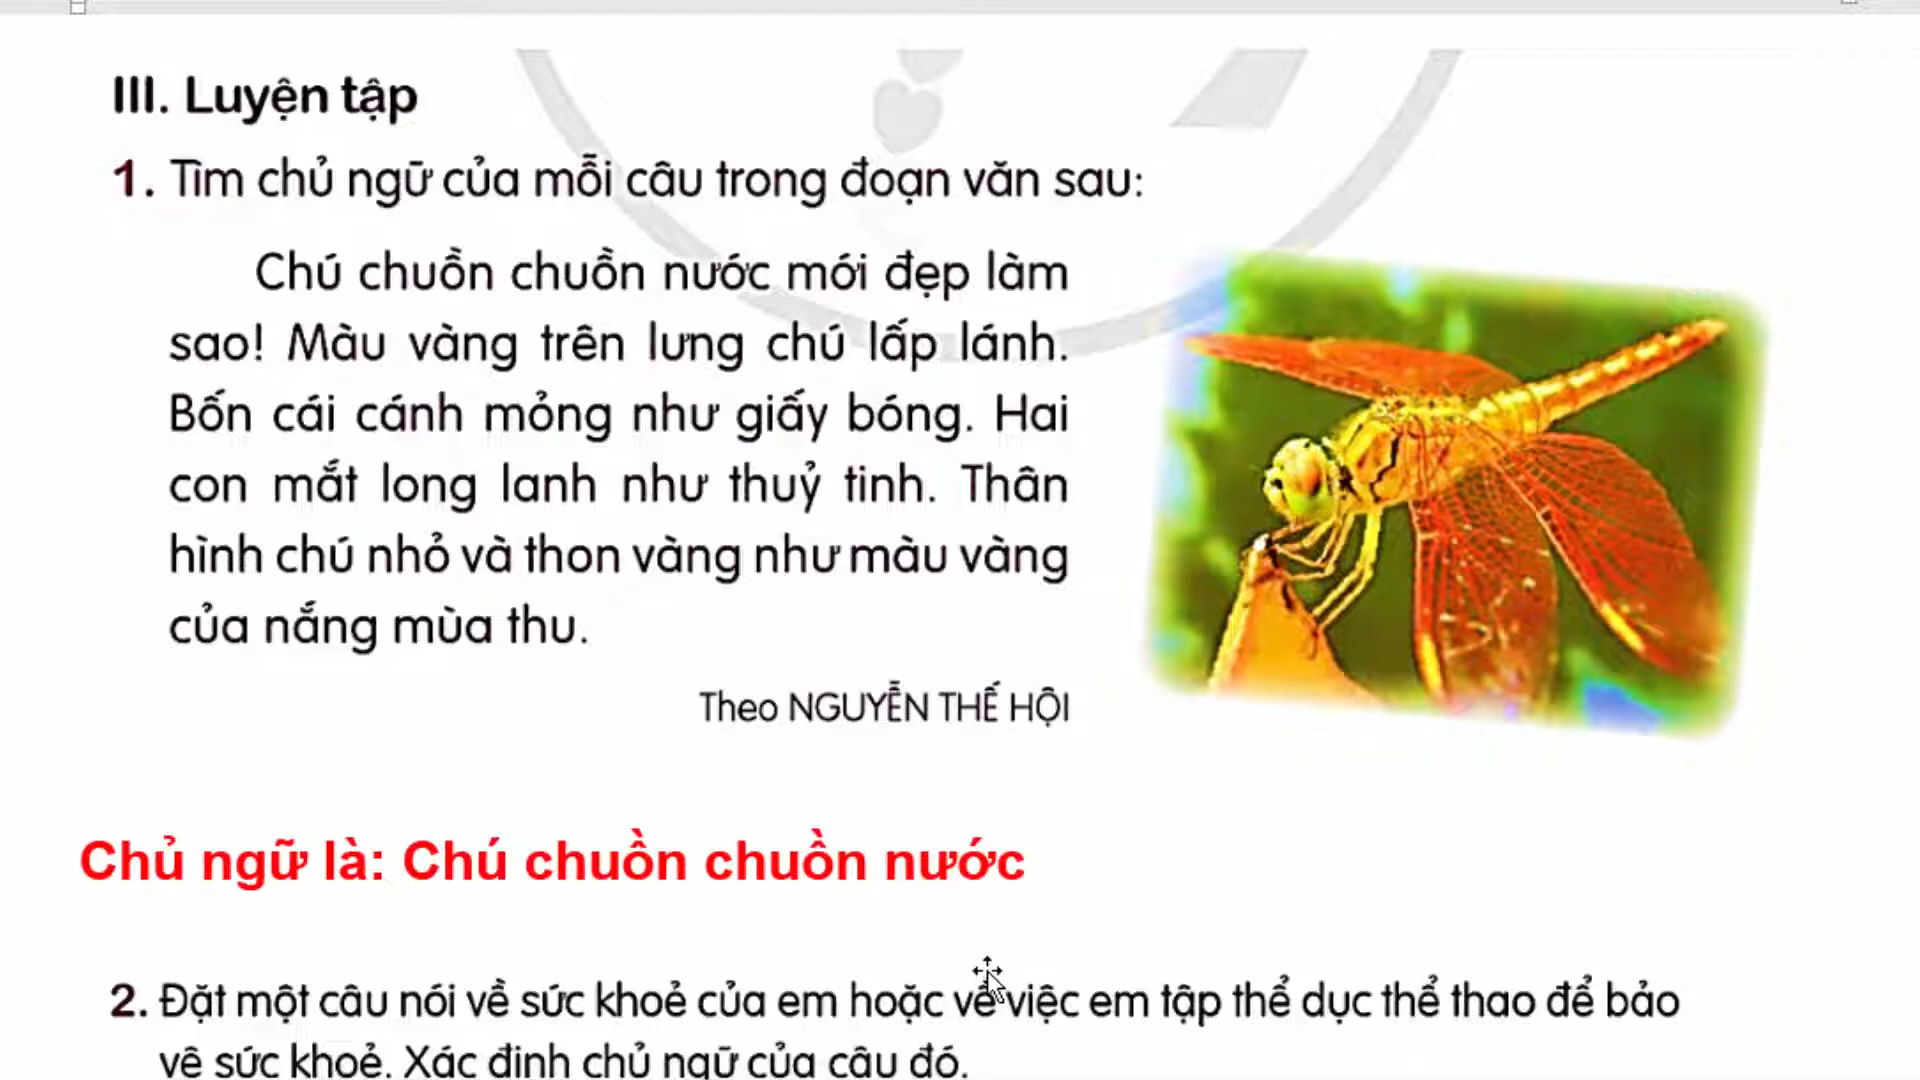 III. Luyện tập
1. Tìm chủ ngữ của mỗi câu trong đoạn văn sau:
Chú chuồn chuồn nước mới đẹp làm
sao! Màu vàng trên lưng chú lấp lánh.
Bốn cái cánh mỏng như giấy bóng. Hai
con mắt long lanh như thuỷ tinh. Thân
hình chú nhỏ và thon vàng như màu vàng
của nắng mùa thu.
Theo NGUYỄN THẾ HỘI
Chủ ngữ là: Chú chuồn chuồn nước
2. Đặt một câu nói về sức khoẻ của em hoặc về việc em tập thể dục thể thao để bảo
vệ sức khoẻ. Xác định chủ ngữ của câu đó.